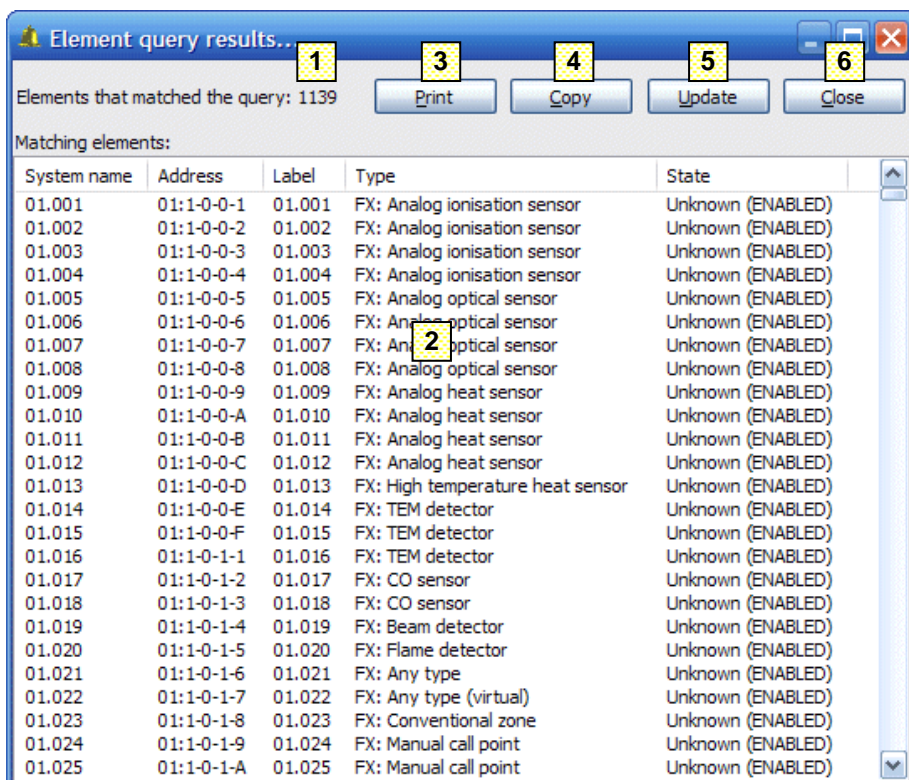 Element query results...
1 3 4 5 6
Elements that matched the query: 1139 Print Copy Update Close
Matching elements:
System name Address Label Type State
01.001 01:1-0-0-1 01.001 FX: Analog ionisation sensor Unknown (ENABLED)
01.002 01:1-0-0-2 01.002 FX: Analog ionisation sensor Unknown (ENABLED)
01.003 01:1-0-0-3 01.003 FX: Analog ionisation sensor Unknown (ENABLED)
01.004 01:1-0-0-4 01.004 FX: Analog ionisation sensor Unknown (ENABLED)
01.005 01:1-0-0-5 01.005 FX: Analog optical sensor Unknown (ENABLED)
01.006 01:1-0-0-6 01.006 FX: Analog optical sensor Unknown (ENABLED)
01.007 01:1-0-0-7 01.007 FX: Analog optical sensor Unknown (ENABLED)
2
01.008 01:1-0-0-8 01.008 FX: Analog optical sensor Unknown (ENABLED)
01.009 01:1-0-0-9 01.009 FX: Analog heat sensor Unknown (ENABLED)
01.010 01:1-0-0-A 01.010 FX: Analog heat sensor Unknown (ENABLED)
01.011 01:1-0-0-B 01.011 FX: Analog heat sensor Unknown (ENABLED)
01.012 01:1-0-0-C 01.012 FX: Analog heat sensor Unknown (ENABLED)
01.013 01:1-0-0-D 01.013 FX: High temperature heat sensor Unknown (ENABLED)
01.014 01:1-0-0-E 01.014 FX: TEM detector Unknown (ENABLED)
01.015 01:1-0-0-F 01.015 FX: TEM detector Unknown (ENABLED)
01.016 01:1-0-1-1 01.016 FX: TEM detector Unknown (ENABLED)
01.017 01:1-0-1-2 01.017 FX: CO sensor Unknown (ENABLED)
01.018 01:1-0-1-3 01.018 FX: CO sensor Unknown (ENABLED)
01.019 01:1-0-1-4 01.019 FX: Beam detector Unknown (ENABLED)
01.020 01:1-0-1-5 01.020 FX: Flame detector Unknown (ENABLED)
01.021 01:1-0-1-6 01.021 FX: Any type Unknown (ENABLED)
01.022 01:1-0-1-7 01.022 FX: Any type (virtual) Unknown (ENABLED)
01.023 01:1-0-1-8 01.023 FX: Conventional zone Unknown (ENABLED)
01.024 01:1-0-1-9 01.024 FX: Manual call point Unknown (ENABLED)
01.025 01:1-0-1-A 01.025 FX: Manual call point Unknown (ENABLED)